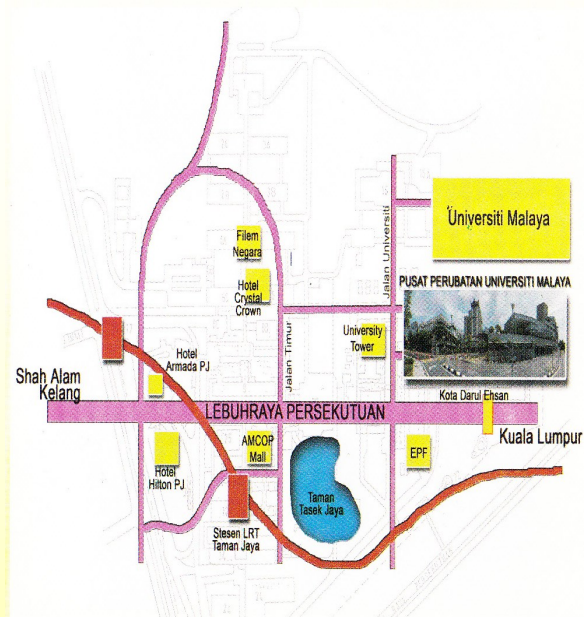 Universiti Malaya
PUSAT PERUBATAN UNIVERSITI MALAYA
Filem
Negara
Hotel
Crystal
Crown
Jalan Universiti
Jalan Timur
University
Tower
Hotel
Armada PJ
Shah Alam
Kelang
LEBUHRAYA PERSEKUTUAN
Kota Darul Ehsan
Kuala Lumpur
Hotel
Hilton PJ
AMCOP
Mall
EPF
Taman
Tasek Jaya
Stesen LRT
Taman Jaya